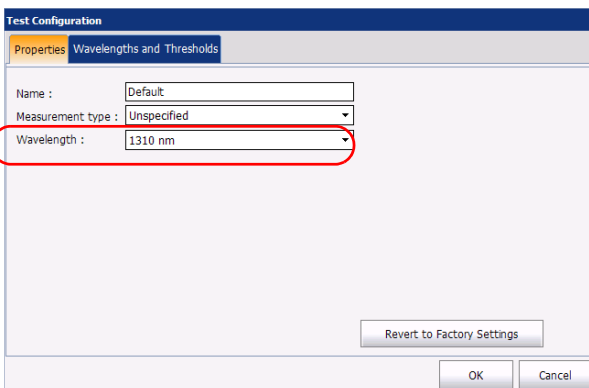 Test Configuration
Properties Wavelengths and Thresholds
Name : Default
Measurement type : Unspecified
Wavelength : 1310 nm
Revert to Factory Settings
OK Cancel